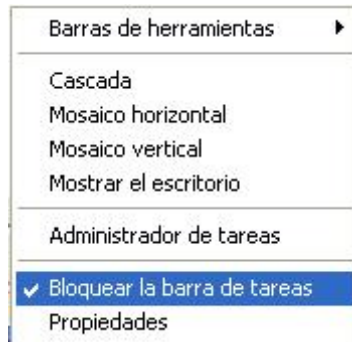 Barras de herramientas
Cascada
Mosaico horizontal
Mosaico vertical
Mostrar el escritorio
Administrador de tareas
Bloquear la barra de tareas
Propiedades